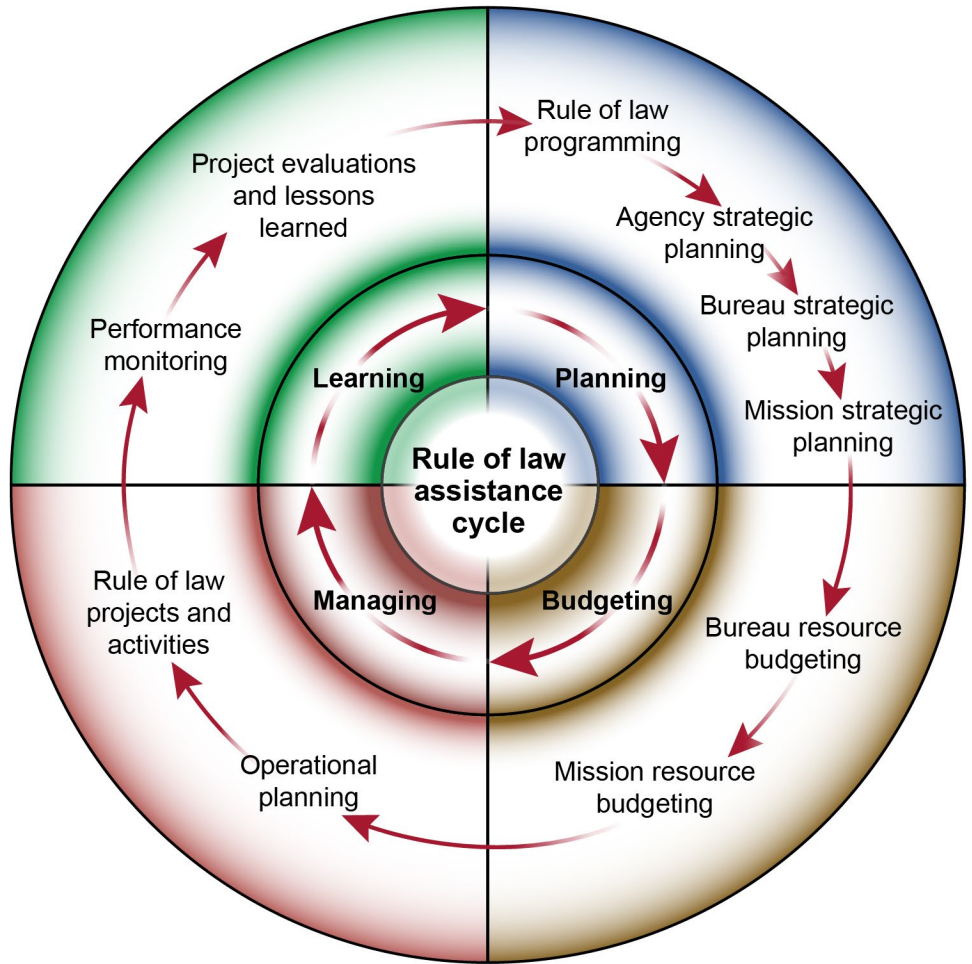 Rule of law
programming
Agency strategic
planning
Bureau strategic
planning
Mission strategic
planning
Bureau resource
budgeting
Mission resource
budgeting
Operational
planning
Rule of law
projects and
activities
Performance
monitoring
Project evaluations
and lessons
learned
Learning
Planning
Budgeting
Managing
Rule of law
assistance
cycle